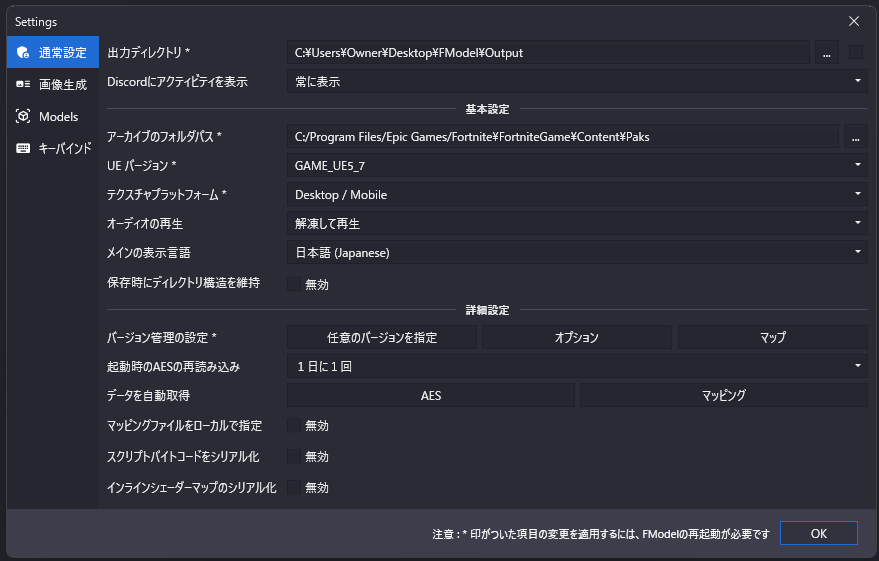 Settings
通常設定
画像生成
Models
キーバインド
出力ディレクトリ *
C:¥Users¥Owner¥Desktop¥FModel¥Output
...
Discordにアクティビティを表示
常に表示
基本設定
アーカイブのフォルダパス *
C:/Program Files/Epic Games/Fortnite¥FortniteGame¥Content¥Paks
...
UE バージョン *
GAME_UE5_7
テクスチャプラットフォーム *
Desktop / Mobile
オーディオの再生
解凍して再生
メインの表示言語
日本語 (Japanese)
保存時にディレクトリ構造を維持
無効
詳細設定
バージョン管理の設定 *
任意のバージョンを指定
オプション
マップ
起動時のAESの再読み込み
1 日に 1 回
データを自動取得
AES
マッピング
マッピングファイルをローカルで指定
無効
スクリプトバイトコードをシリアル化
無効
インラインシェーダーマップのシリアル化
無効
注意 : * 印がついた項目の変更を適用するには、FModelの再起動が必要です
OK